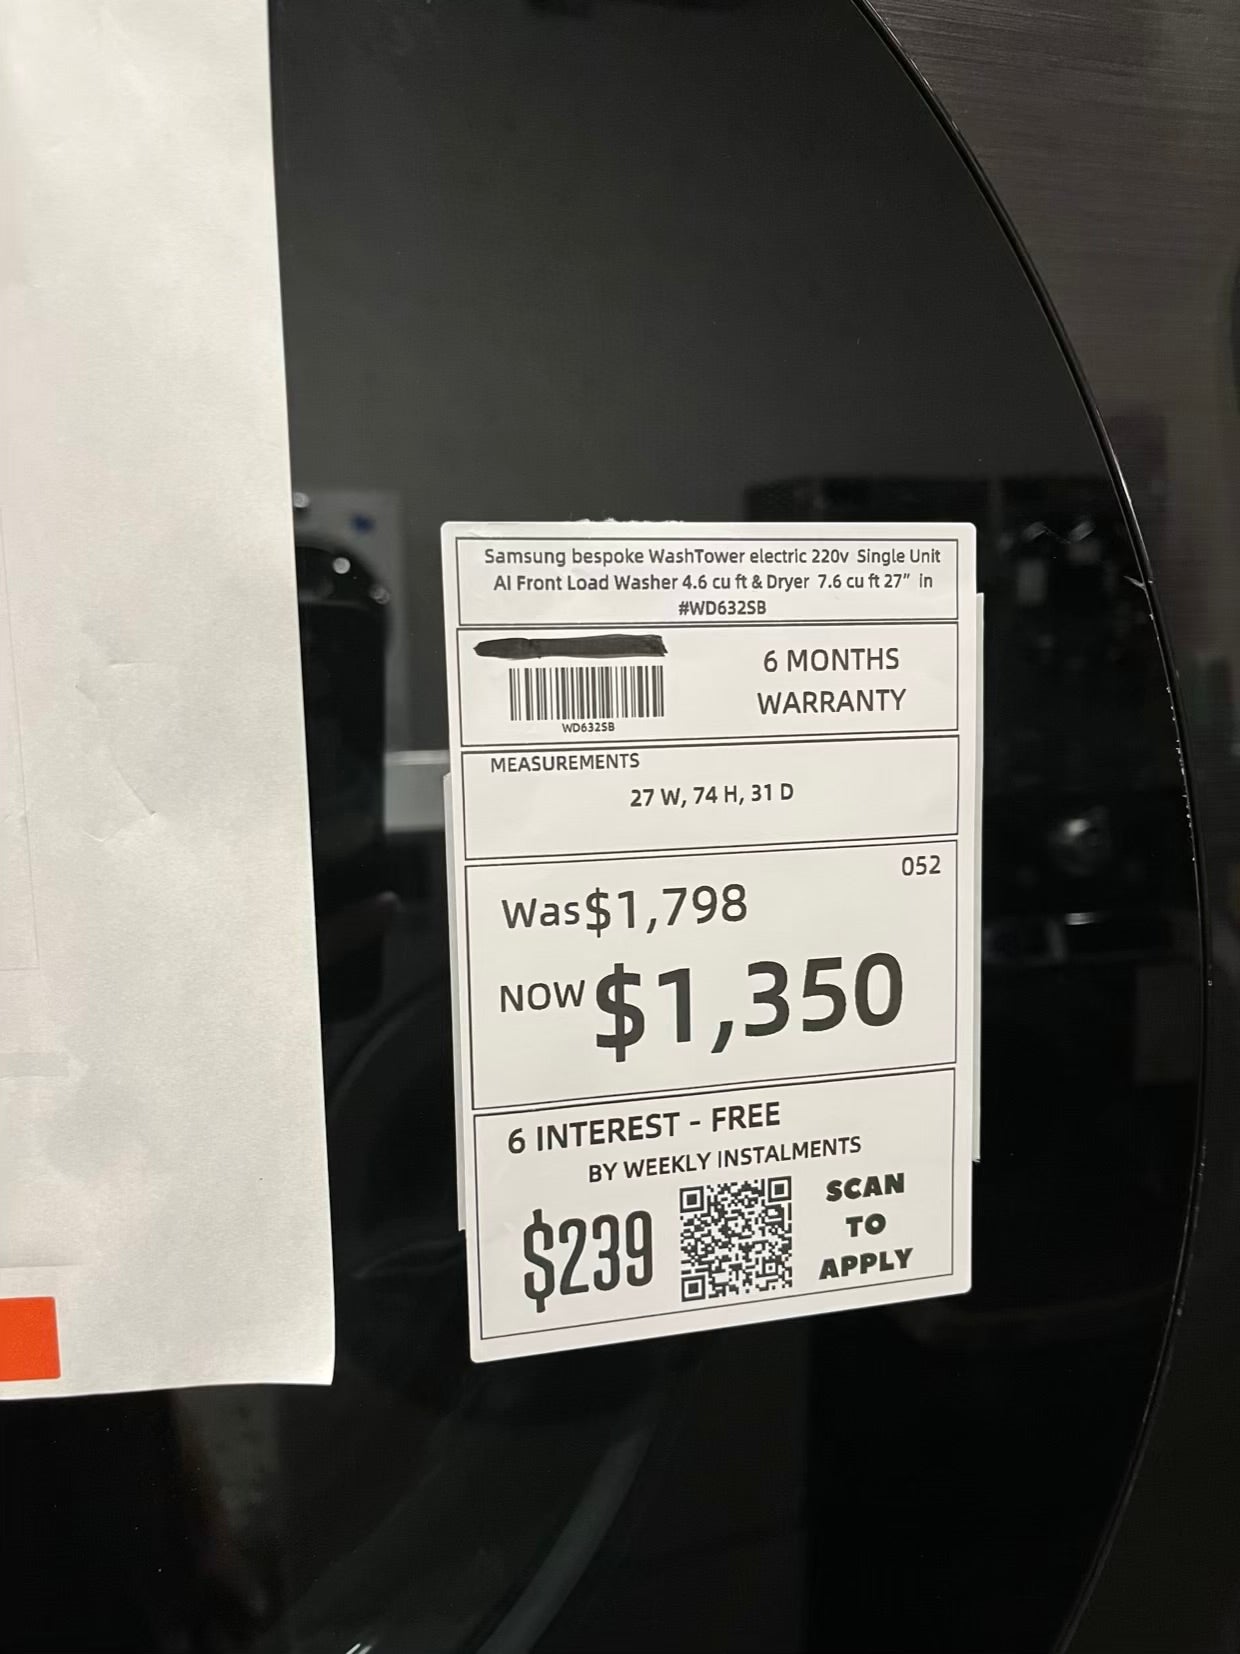 Samsung bespoke WashTower electric 220v Single Unit
AI Front Load Washer 4.6 cu ft & Dryer 7.6 cu ft 27” in
#WD632SB
6 MONTHS
WARRANTY
WD632SB
MEASUREMENTS
27 W, 74 H, 31 D
052
Was $1,798
NOW $1,350
6 INTEREST - FREE
BY WEEKLY INSTALMENTS
$239
SCAN
TO
APPLY